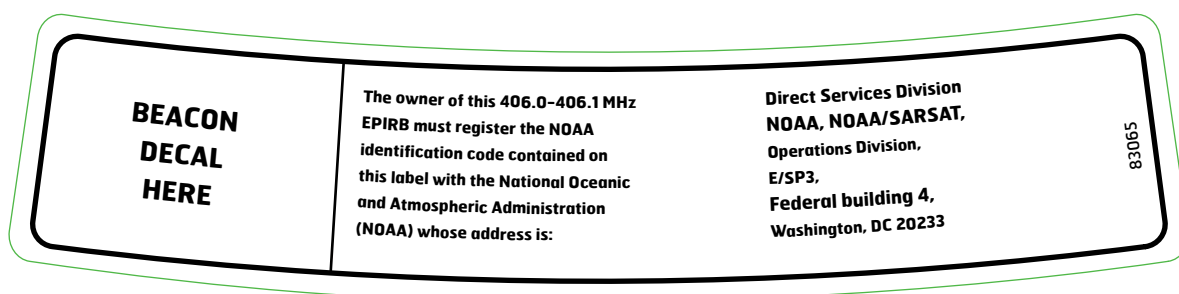 BEACON
DECAL
HERE
The owner of this 406.0-406.1 MHz
EPIRB must register the NOAA
identification code contained on
this label with the National Oceanic
and Atmospheric Administration
(NOAA) whose address is:
Direct Services Division
NOAA, NOAA/SARSAT,
Operations Division,
E/SP3,
Federal building 4,
Washington, DC 20233
83065